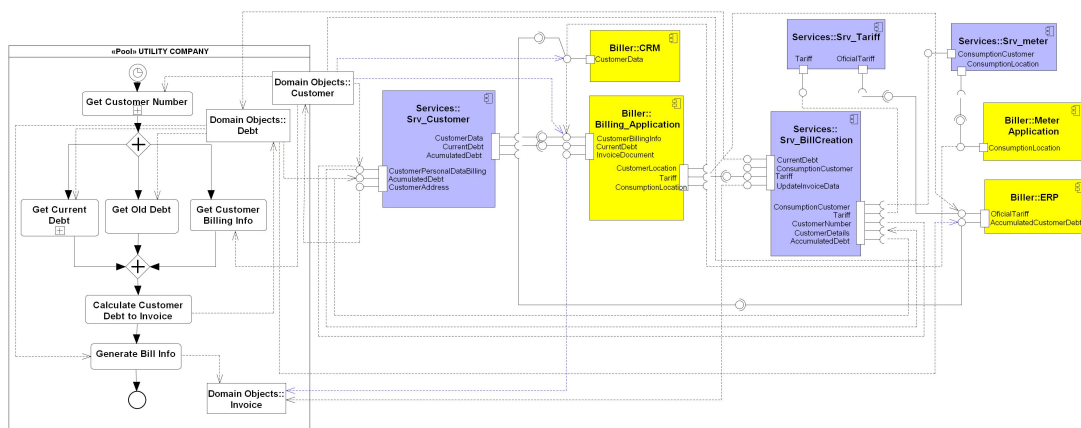 «Pool» UTILITY COMPANY
Get Customer Number
Domain Objects::
Customer
Domain Objects::
Debt
Get Current
Debt
Get Old Debt
Get Customer
Billing Info
Calculate Customer
Debt to Invoice
Generate Bill Info
Domain Objects::
Invoice
Services::
Srv_Customer
CustomerData
CurrentDebt
AcumulatedDebt
CustomerPersonalDataBilling
AcumulatedDebt
CustomerAddress
Biller::CRM
CustomerData
Biller::
Billing_Application
CustomerBillingInfo
CurrentDebt
InvoiceDocument
CustomerLocation
Tariff
ConsumptionLocation
Services::Srv_Tariff
Tariff
OficialTariff
Services::
Srv_BillCreation
CurrentDebt
ConsumptionCustomer
Tariff
UpdateInvoiceData
ConsumptionCustomer
Tariff
CustomerNumber
CustomerDetails
AccumulatedDebt
Services::Srv_meter
ConsumptionCustomer
ConsumptionLocation
Biller::Meter
Application
ConsumptionLocation
Biller::ERP
OficialTariff
AccumulatedCustomerDebt